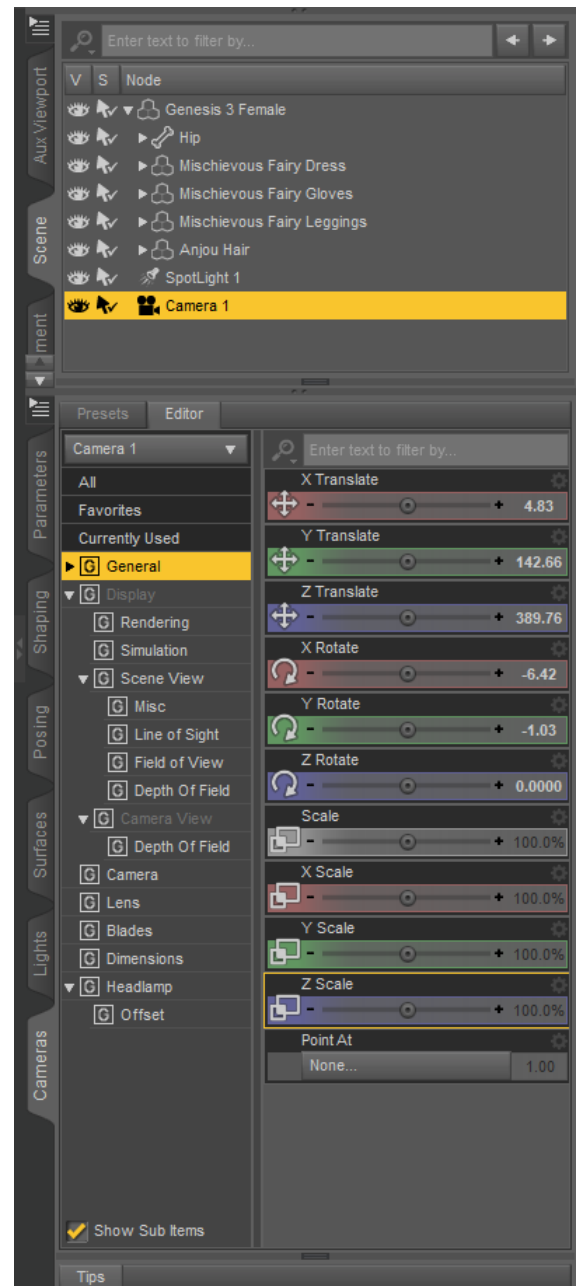 Enter text to filter by...
V S Node
Genesis 3 Female
Hip
Mischievous Fairy Dress
Mischievous Fairy Gloves
Mischievous Fairy Leggings
Anjou Hair
SpotLight 1
Camera 1
Aux Viewport
Scene
ment
Presets Editor
Camera 1
All
Favorites
Currently Used
G General
G Display
G Rendering
G Simulation
G Scene View
G Misc
G Line of Sight
G Field of View
G Depth Of Field
G Camera View
G Depth Of Field
G Camera
G Lens
G Blades
G Dimensions
G Headlamp
G Offset
Show Sub Items
Enter text to filter by...
X Translate
- + 4.83
Y Translate
- + 142.66
Z Translate
- + 389.76
X Rotate
- + -6.42
Y Rotate
- + -1.03
Z Rotate
- + 0.0000
Scale
- + 100.0%
X Scale
- + 100.0%
Y Scale
- + 100.0%
Z Scale
- + 100.0%
Point At
None... 1.00
Parameters
Shaping
Posing
Surfaces
Lights
Cameras
Tips